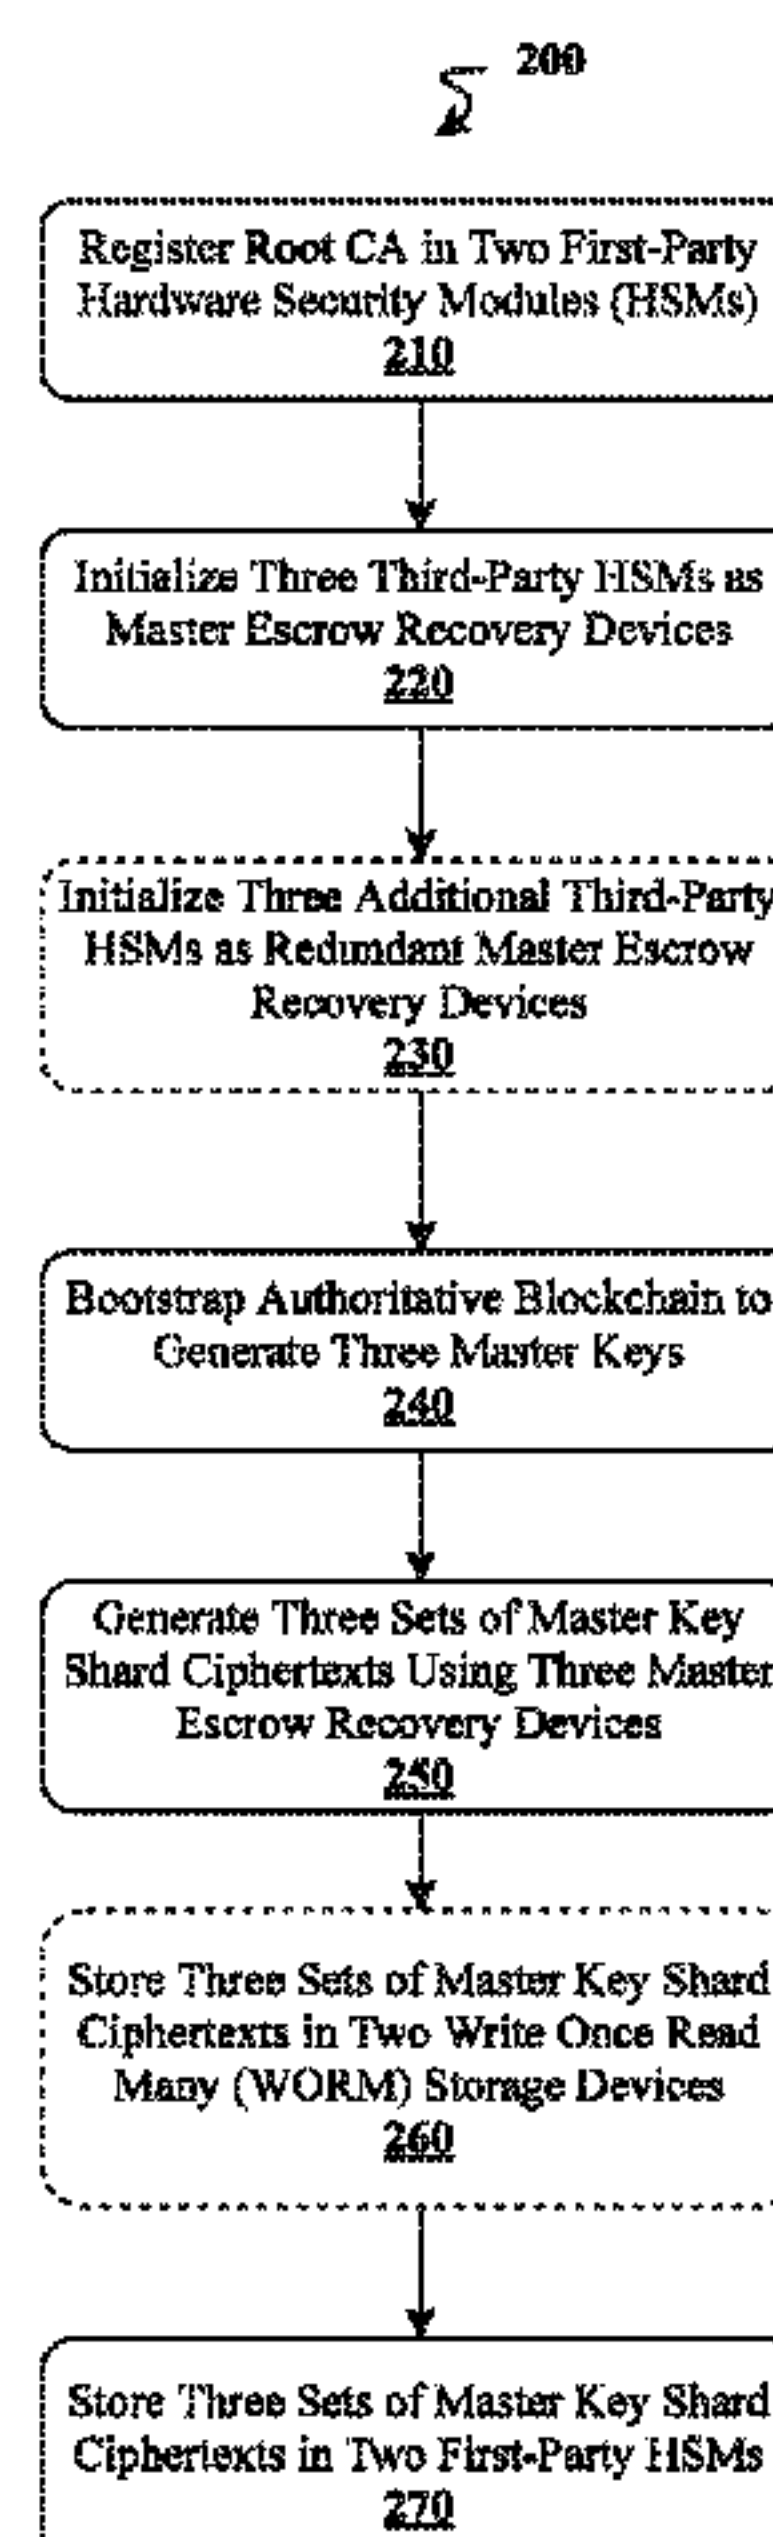 200
Register Root CA in Two First-Party
Hardware Security Modules (HSMs)
210
Initialize Three Third-Party HSMs as
Master Escrow Recovery Devices
220
Initialize Three Additional Third-Party
HSMs as Redundant Master Escrow
Recovery Devices
230
Bootstrap Authoritative Blockchain to
Generate Three Master Keys
240
Generate Three Sets of Master Key
Shard Ciphertexts Using Three Master
Escrow Recovery Devices
250
Store Three Sets of Master Key Shard
Ciphertexts in Two Write Once Read
Many (WORM) Storage Devices
260
Store Three Sets of Master Key Shard
Ciphertexts in Two First-Party HSMs
270